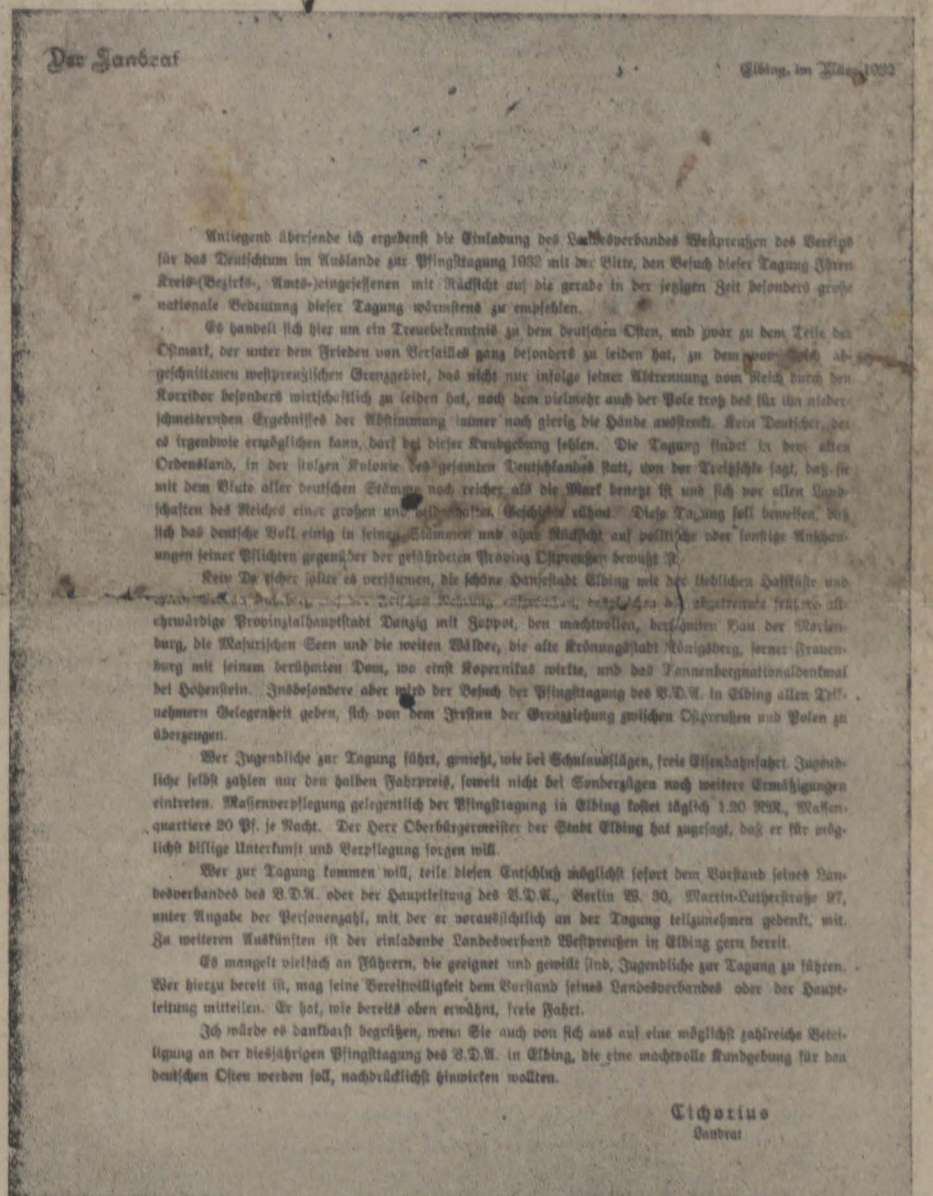 Der Landrat
Elbing, im März 1932
Anliegend übersende ich ergebenst die Einladung des Landesverbandes Westpreußen des Vereins
für das Deutschtum im Auslande zur Pfingsttagung 1932 mit der Bitte, den Besuch dieser Tagung Ihren
Kreis-(Bezirks-, Amts-)eingesessenen mit Rücksicht auf die gerade in der jetzigen Zeit besonders große
nationale Bedeutung dieser Tagung wärmstens zu empfehlen.
Es handelt sich hier um ein Treuebekenntnis zu dem deutschen Osten, und zwar zu dem Teile der
Ostmark, der unter dem Frieden von Versailles ganz besonders zu leiden hat, zu dem vom Reich ab-
geschnittenen westpreußischen Grenzgebiet, das nicht nur infolge seiner Abtrennung vom Reich durch den
Korridor besonders wirtschaftlich zu leiden hat, nach dem vielmehr auch der Pole trotz des für ihn nieder-
schmetternden Ergebnisses der Abstimmung immer noch gierig die Hände ausstreckt. Kein Deutscher, der
es irgendwie ermöglichen kann, darf bei dieser Kundgebung fehlen. Die Tagung findet in dem alten
Ordensland, in der stolzen Kolonie des gesamten Deutschlandes statt, von der Treitschke sagt, daß sie
mit dem Blute aller deutschen Stämme noch reicher als die Mark benetzt ist und sich vor allen Land-
schaften des Reiches einer großen und Geschichte rühmt. Diese Tagung soll beweisen, daß
sich das deutsche Volk einig in seinen Stämmen und ohne Rücksicht auf politische oder sonstige Anschau-
ungen seiner Pflichten gegenüber der gefährdeten Provinz Ostpreußen bewußt ist.
Kein Deutscher sollte es versäumen, die schöne Hansestadt Elbing mit der lieblichen Haffküste und
der Frischen Nehrung abgetrennte frühere alt-
ehrwürdige Provinzialhauptstadt Danzig mit Zoppot, den machtvollen, berühmten Bau der Marien-
burg, die Masurischen Seen und die weiten Wälder, die alte Krönungsstadt Königsberg, ferner Frauen-
burg mit seinem berühmten Dom, wo einst Kopernikus wirkte, und das Tannenbergnationaldenkmal
bei Hohenstein. Insbesondere aber wird der Besuch der Pfingsttagung des V.D.A. in Elbing allen Teil-
nehmern Gelegenheit geben, sich von dem Irrsinn der Grenzziehung zwischen Ostpreußen und Polen zu
überzeugen.
Wer Jugendliche zur Tagung führt, genießt, wie bei Schulausflügen, freie Eisenbahnfahrt. Jugend-
liche selbst zahlen nur den halben Fahrpreis, soweit nicht bei Sonderzügen noch weitere Ermäßigungen
eintreten. Massenverpflegung gelegentlich der Pfingsttagung in Elbing kostet täglich 1.20 RM., Massen-
quartiere 20 Pf. je Nacht. Der Herr Oberbürgermeister der Stadt Elbing hat zugesagt, daß er für mög-
lichst billige Unterkunft und Verpflegung sorgen will.
Wer zur Tagung kommen will, teile diesen Entschluß möglichst sofort dem Vorstand seines Lan-
desverbandes des V.D.A. oder der Hauptleitung des V.D.A., Berlin W. 30, Martin-Lutherstraße 97,
unter Angabe der Personenzahl, mit der er voraussichtlich an der Tagung teilzunehmen gedenkt, mit.
Zu weiteren Auskünften ist der einladende Landesverband Westpreußen in Elbing gern bereit.
Es mangelt vielfach an Führern, die geeignet und gewillt sind, Jugendliche zur Tagung zu führen.
Wer hierzu bereit ist, mag seine Bereitwilligkeit dem Vorstand seines Landesverbandes oder der Haupt-
leitung mitteilen. Er hat, wie bereits oben erwähnt, freie Fahrt.
Ich würde es dankbarst begrüßen, wenn Sie auch von sich aus auf eine möglichst zahlreiche Betei-
ligung an der diesjährigen Pfingsttagung des V.D.A. in Elbing, die eine machtvolle Kundgebung für den
deutschen Osten werden soll, nachdrücklichst hinwirken wollten.
Cichorius
Landrat